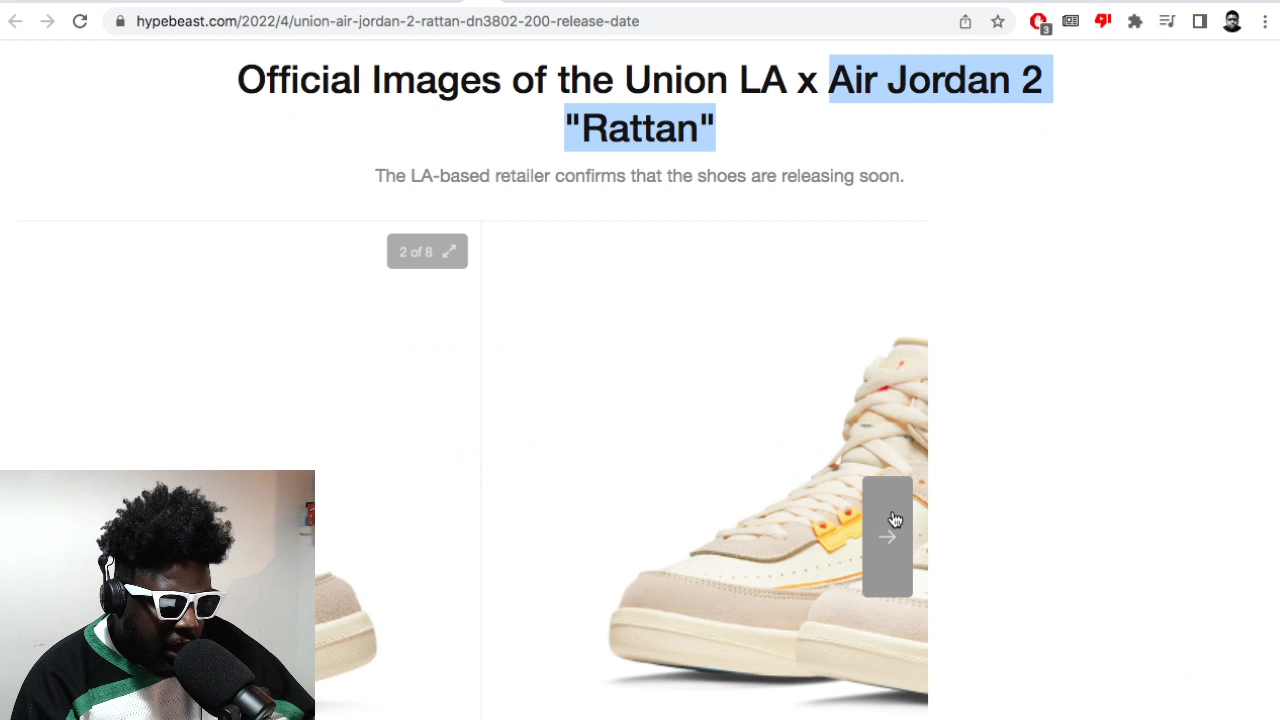 hypebeast.com/2022/4/union-air-jordan-2-rattan-dn3802-200-release-date
3
Official Images of the Union LA x Air Jordan 2
"Rattan"
The LA-based retailer confirms that the shoes are releasing soon.
2 of 8